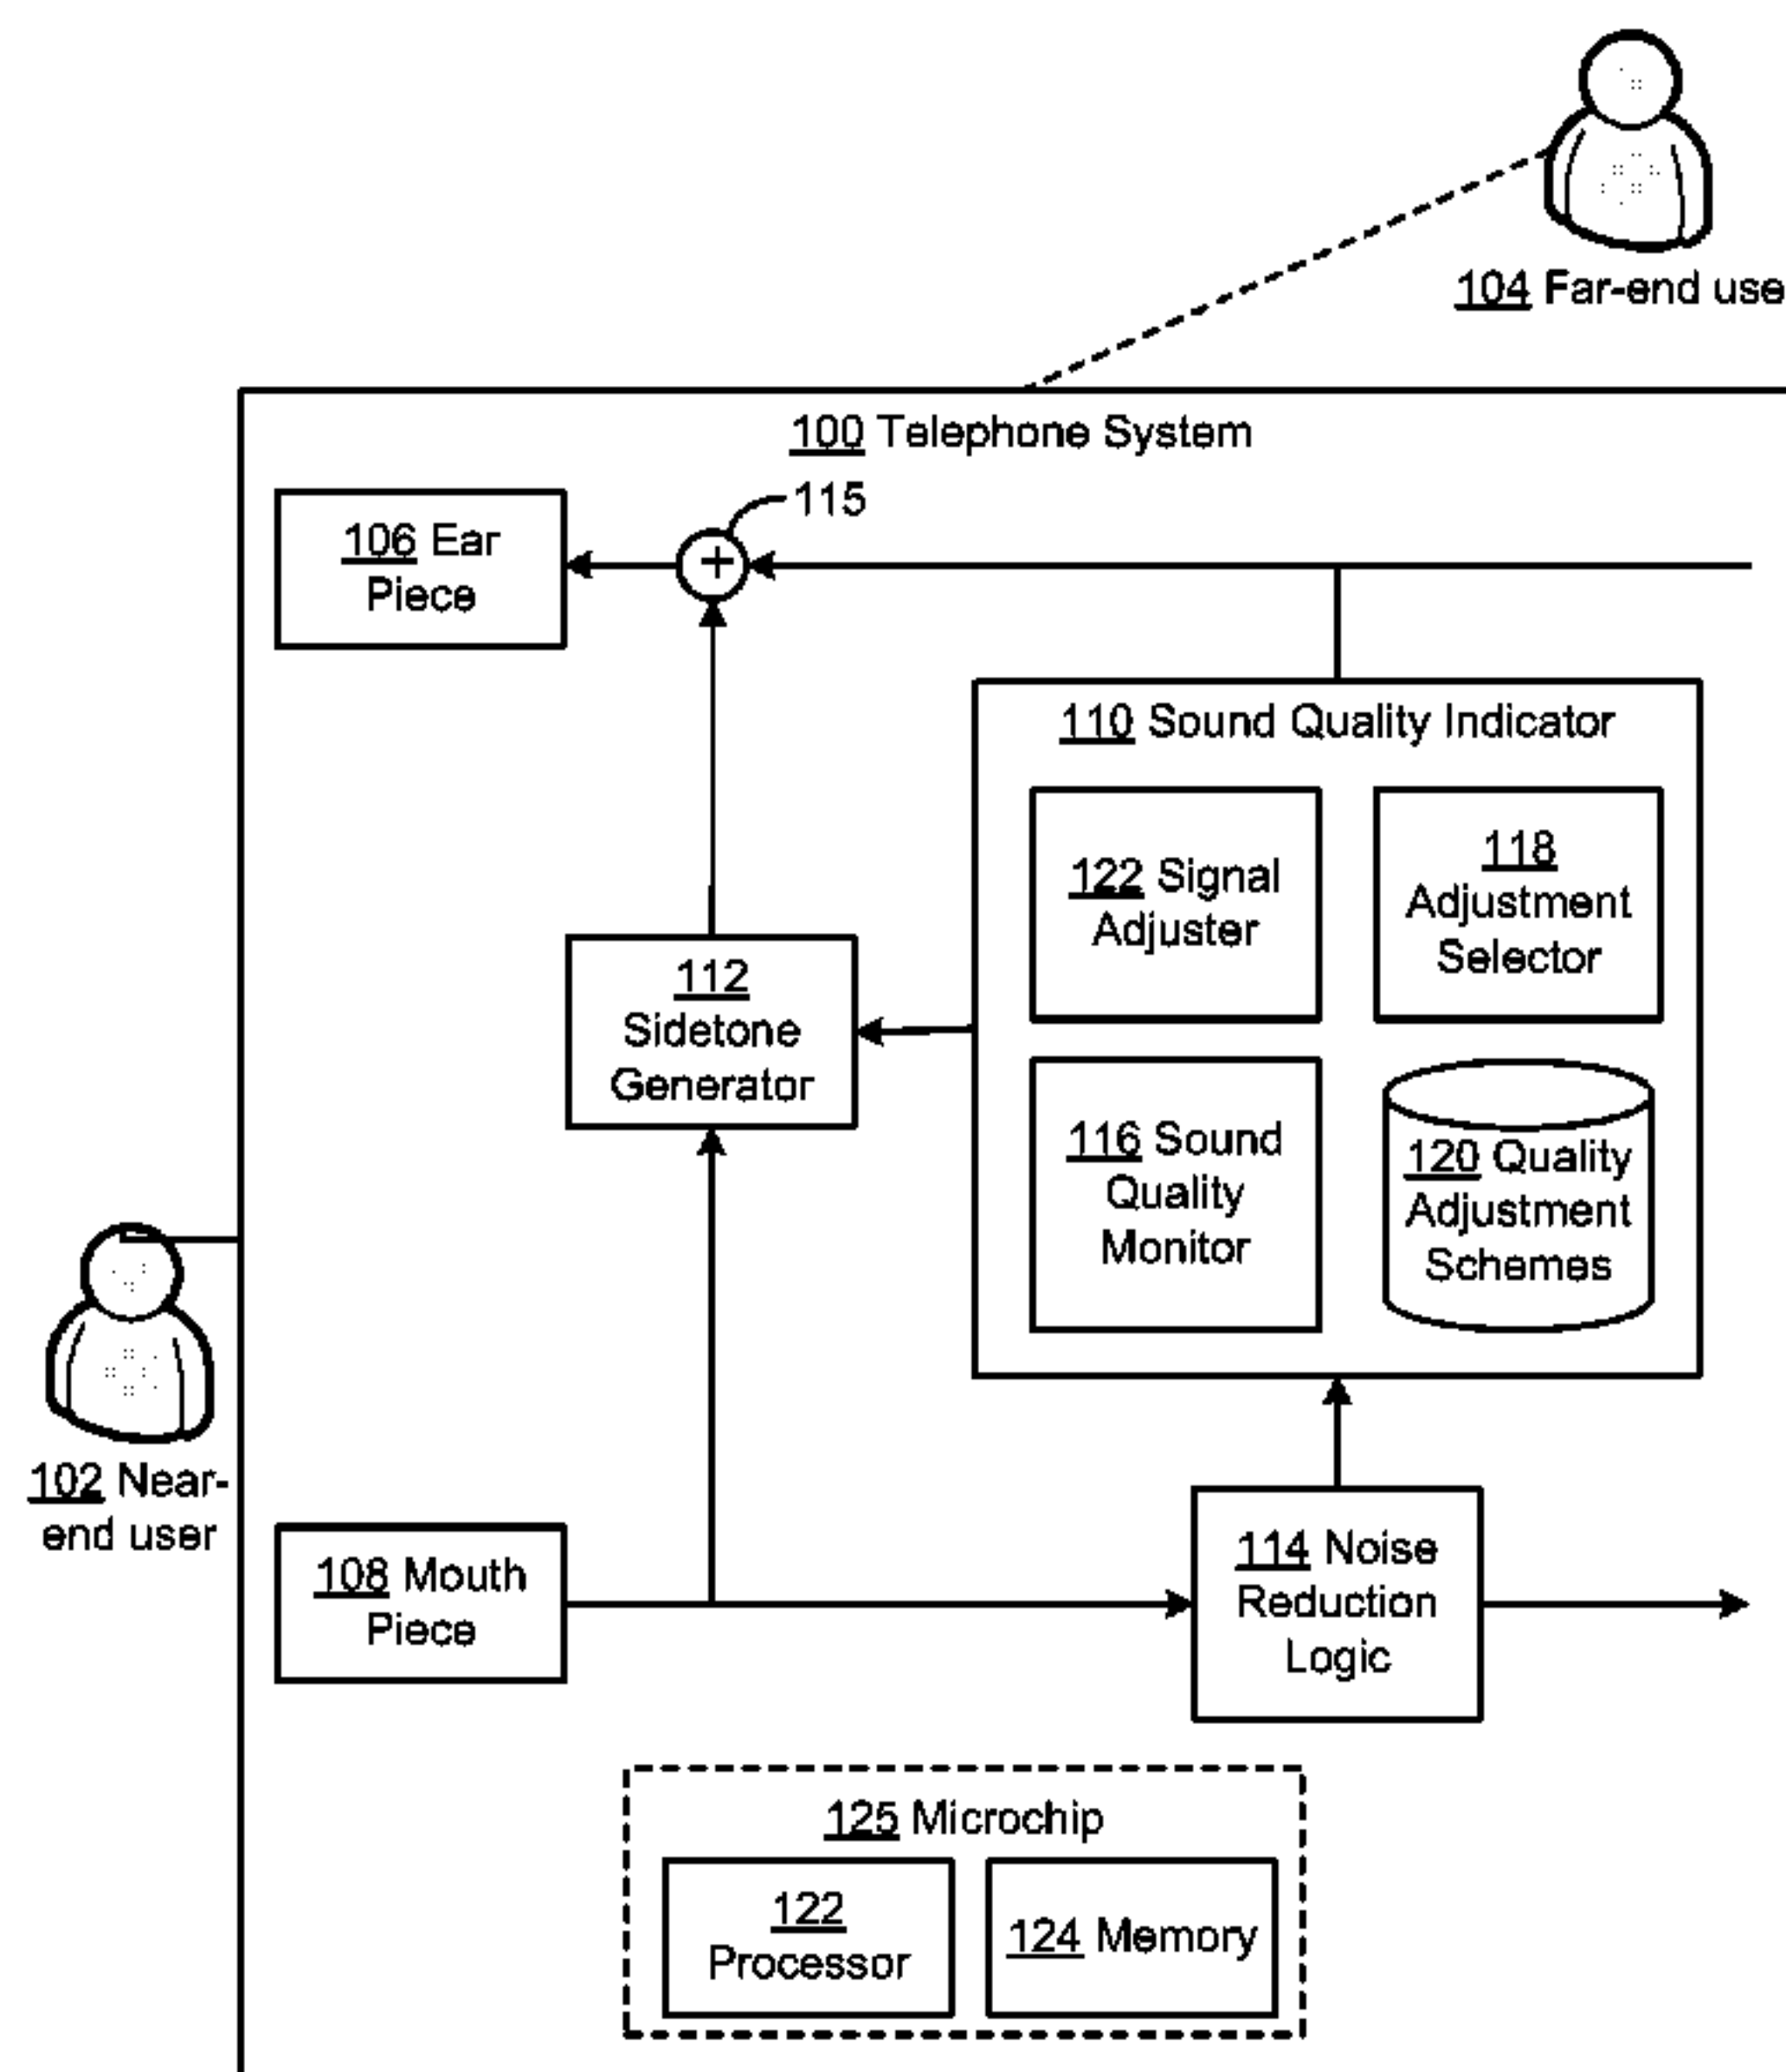 104 Far-end use
100 Telephone System
115
106 Ear
Piece
+
110 Sound Quality Indicator
122 Signal
Adjuster
118
Adjustment
Selector
112
Sidetone
Generator
116 Sound
Quality
Monitor
120 Quality
Adjustment
Schemes
102 Near-
end user
108 Mouth
Piece
114 Noise
Reduction
Logic
125 Microchip
122
Processor
124 Memory